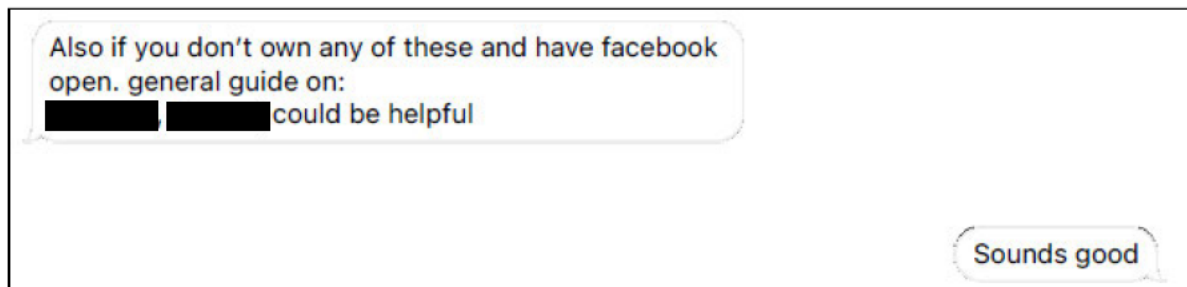 Also if you don't own any of these and have facebook
open. general guide on:
, could be helpful
Sounds good